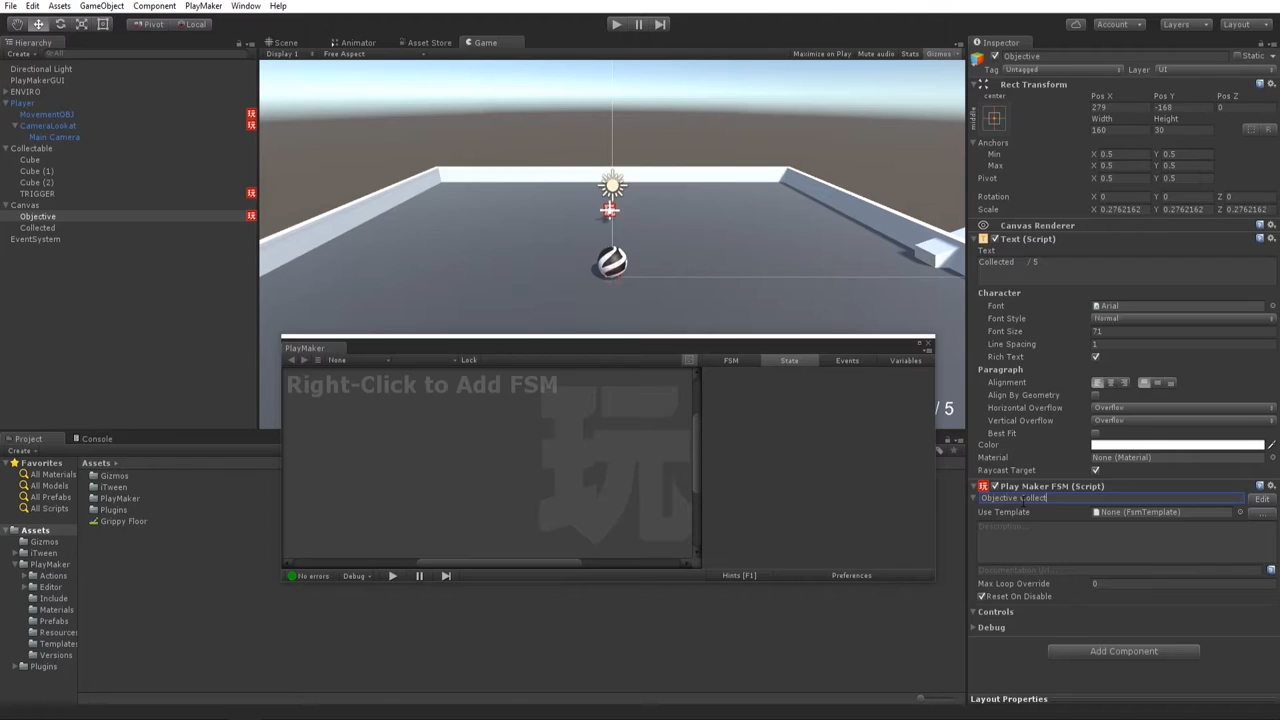 File Edit Assets GameObject Component PlayMaker Window Help
Pivot Local Account Layers Layout
Hierarchy
Create All
Directional Light
PlayMakerGUI
ENVIRO
Player
MovementOBJ
CameraLookat
Main Camera
Collectable
Cube
Cube (1)
Cube (2)
TRIGGER
Canvas
Objective
Collected
EventSystem
Scene Animator Asset Store Game
Display 1 Free Aspect Maximize on Play Mute audio Stats Gizmos
/ 5
PlayMaker
None Lock FSM State Events Variables
Right-Click to Add FSM
玩
No errors Debug Hints [F1] Preferences
Project Console
Create
Favorites
All Materials
All Models
All Prefabs
All Scripts
Assets
Gizmos
iTween
PlayMaker
Actions
Editor
Include
Materials
Prefabs
Resources
Templates
Versions
Plugins
Assets
Gizmos
iTween
PlayMaker
Plugins
Grippy Floor
Inspector
Objective Static
Tag Untagged Layer UI
Rect Transform
center Pos X Pos Y Pos Z
middle 279 -168 0
Width Height
160 30
R
Anchors
Min X 0.5 Y 0.5
Max X 0.5 Y 0.5
Pivot X 0.5 Y 0.5
Rotation X 0 Y 0 Z 0
Scale X 0.2762162 Y 0.2762162 Z 0.2762162
Canvas Renderer
Text (Script)
Text
Collected / 5
Character
Font Arial
Font Style Normal
Font Size 71
Line Spacing 1
Rich Text
Paragraph
Alignment
Align By Geometry
Horizontal Overflow Overflow
Vertical Overflow Overflow
Best Fit
Color
Material None (Material)
Raycast Target
Play Maker FSM (Script)
Edit
Use Template None (FsmTemplate) ...
Description...
Documentation Url...
Max Loop Override 0
Reset On Disable
Controls
Debug
Add Component
Layout Properties